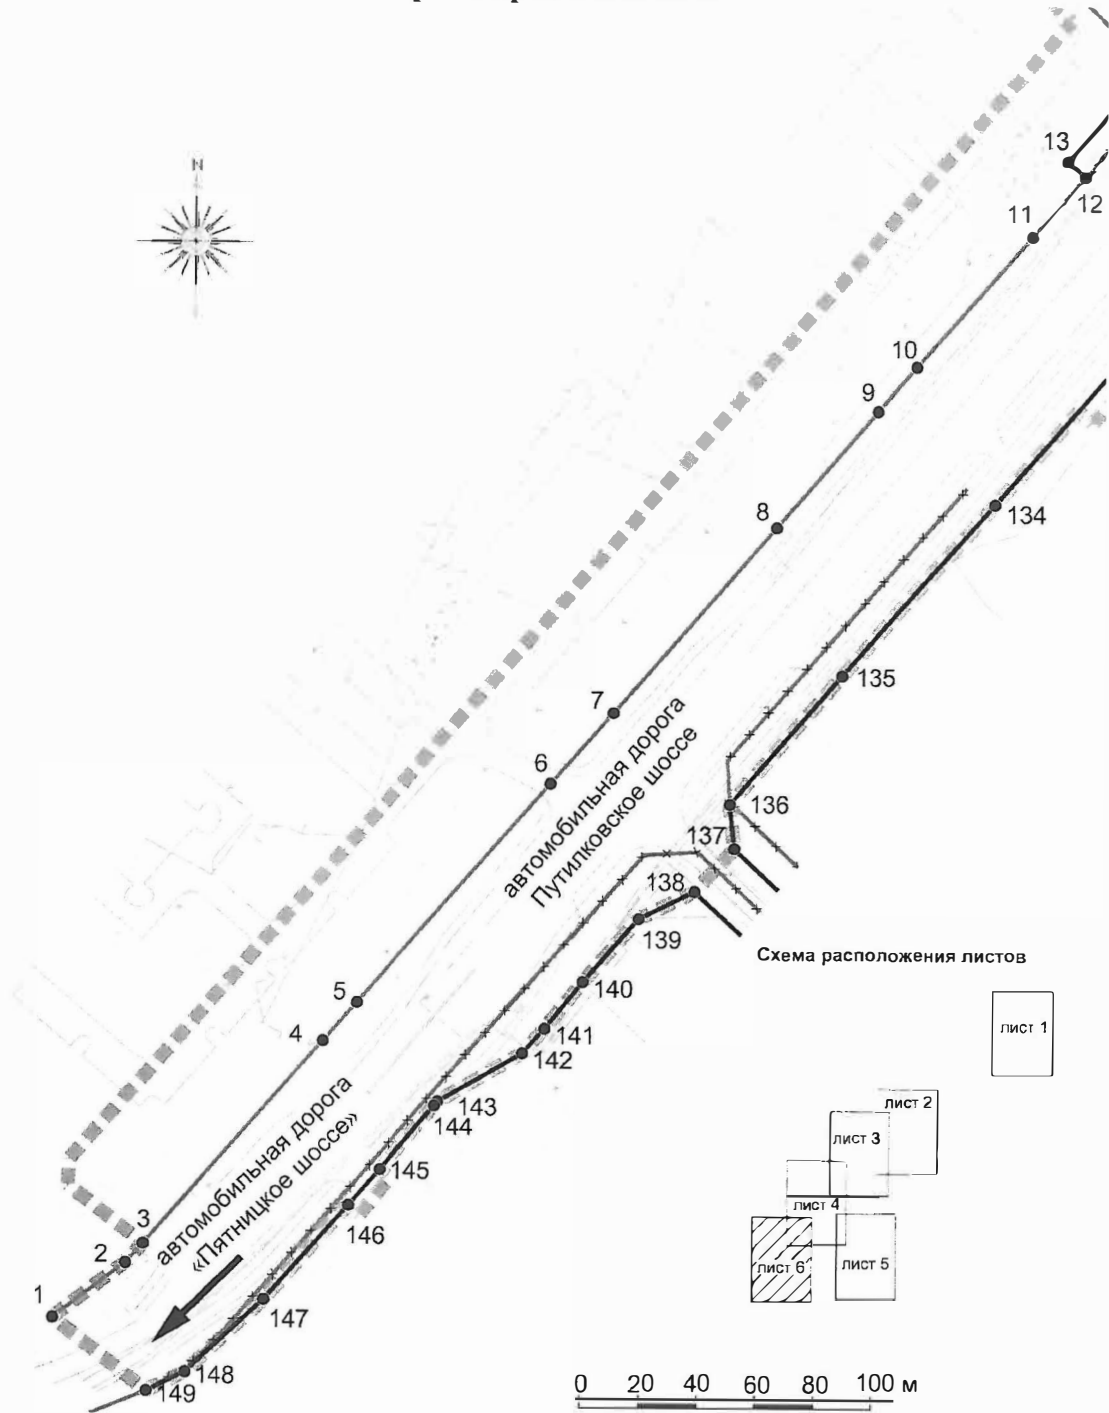 N
13
12
11
10
9
8
134
7
135
6
автомобильная дорога
Путилковское шоссе
136
137
138
139
Схема расположения листов
5
140
лист 1
4
141
142
лист 2
143
144
лист 3
автомобильная дорога
«Пятницкое шоссе»
145
146
лист 4
3
2
лист 6
лист 5
1
147
148
149
0 20 40 60 80 100 м